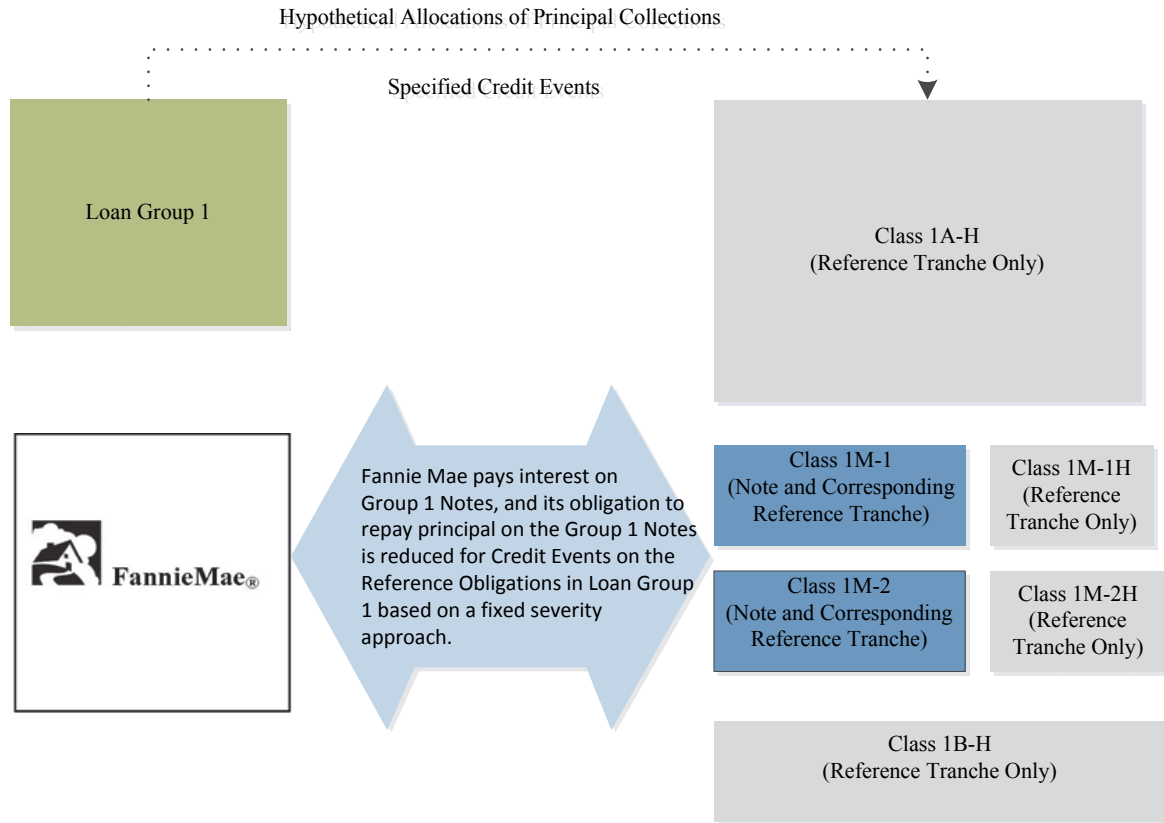 Hypothetical Allocations of Principal Collections
Specified Credit Events
Loan Group 1
Class 1A-H
(Reference Tranche Only)
FannieMae®
Fannie Mae pays interest on
Group 1 Notes, and its obligation to
repay principal on the Group 1 Notes
is reduced for Credit Events on the
Reference Obligations in Loan Group
1 based on a fixed severity
approach.
Class 1M-1
(Note and Corresponding
Reference Tranche)
Class 1M-1H
(Reference
Tranche Only)
Class 1M-2
(Note and Corresponding
Reference Tranche)
Class 1M-2H
(Reference
Tranche Only)
Class 1B-H
(Reference Tranche Only)